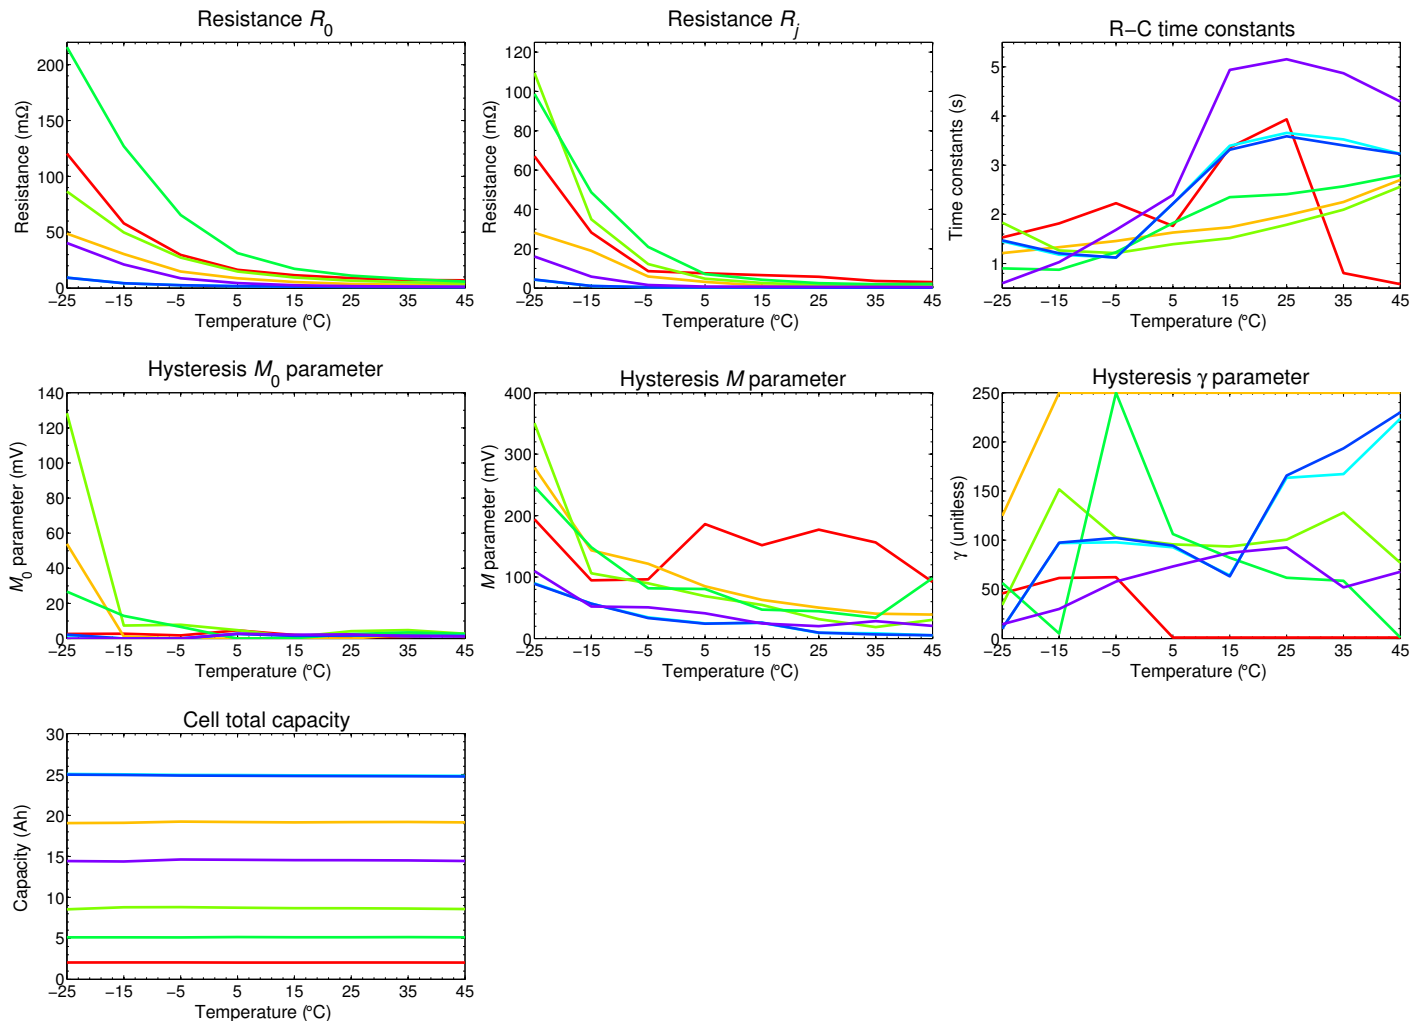 Resistance R0
Resistance (mΩ)
200
150
100
50
0
−25 −15 −5 5 15 25 35 45
Temperature (°C)
Resistance Rj
Resistance (mΩ)
120
100
80
60
40
20
0
−25 −15 −5 5 15 25 35 45
Temperature (°C)
R−C time constants
Time constants (s)
5
4
3
2
1
−25 −15 −5 5 15 25 35 45
Temperature (°C)
Hysteresis M0 parameter
M0 parameter (mV)
140
120
100
80
60
40
20
0
−25 −15 −5 5 15 25 35 45
Temperature (°C)
Hysteresis M parameter
M parameter (mV)
400
300
200
100
0
−25 −15 −5 5 15 25 35 45
Temperature (°C)
Hysteresis γ parameter
γ (unitless)
250
200
150
100
50
0
−25 −15 −5 5 15 25 35 45
Temperature (°C)
Cell total capacity
Capacity (Ah)
30
25
20
15
10
5
0
−25 −15 −5 5 15 25 35 45
Temperature (°C)